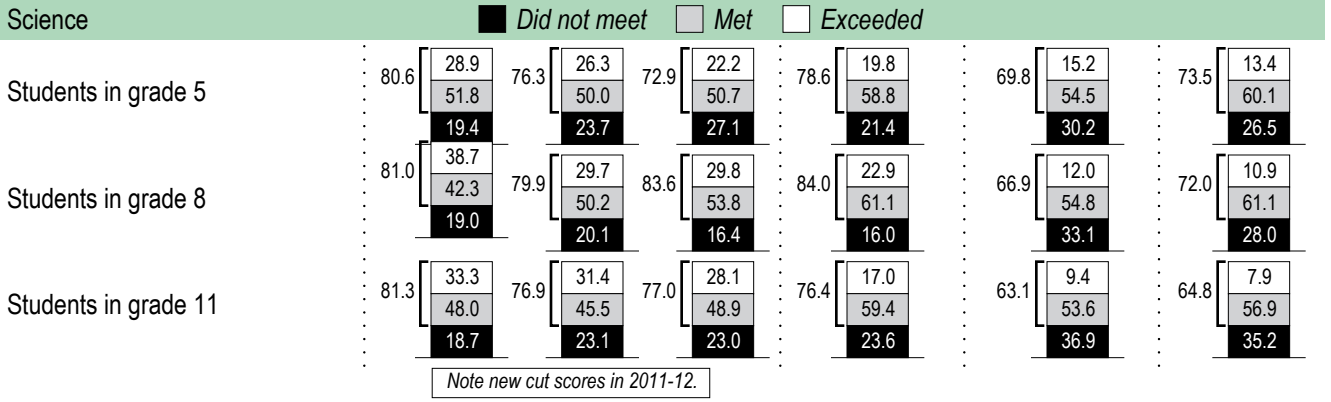 Science Did not meet Met Exceeded
28.9 26.3 22.2 19.8 15.2 13.4
80.6 76.3 72.9 78.6 69.8 73.5
Students in grade 5 51.8 50.0 50.7 58.8 54.5 60.1
19.4 23.7 27.1 21.4 30.2 26.5
38.7 29.7 29.8 22.9 12.0 10.9
81.0 79.9 83.6 84.0 66.9 72.0
Students in grade 8 42.3 50.2 53.8 61.1 54.8 61.1
19.0 20.1 16.4 16.0 33.1 28.0
33.3 31.4 28.1 17.0 9.4 7.9
81.3 76.9 77.0 76.4 63.1 64.8
Students in grade 11 48.0 45.5 48.9 59.4 53.6 56.9
18.7 23.1 23.0 23.6 36.9 35.2
Note new cut scores in 2011-12.